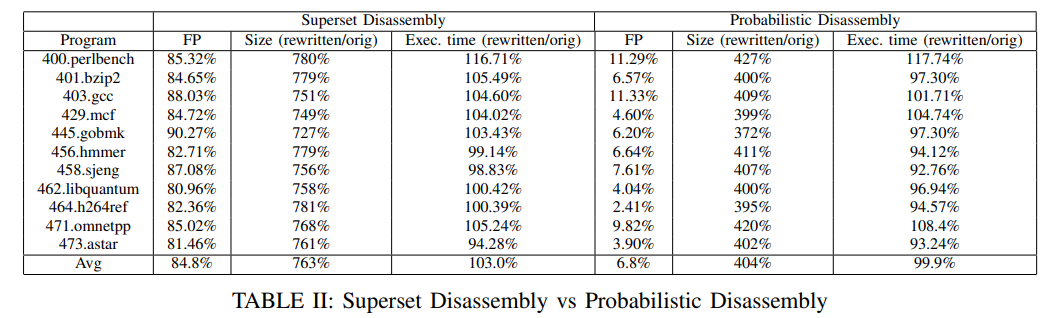 Superset Disassembly Probabilistic Disassembly
Program FP Size (rewritten/orig) Exec. time (rewritten/orig) FP Size (rewritten/orig) Exec. time (rewritten/orig)
400.perlbench 85.32% 780% 116.71% 11.29% 427% 117.74%
401.bzip2 84.65% 779% 105.49% 6.57% 400% 97.30%
403.gcc 88.03% 751% 104.60% 11.33% 409% 101.71%
429.mcf 84.72% 749% 104.02% 4.60% 399% 104.74%
445.gobmk 90.27% 727% 103.43% 6.20% 372% 97.30%
456.hmmer 82.71% 779% 99.14% 6.64% 411% 94.12%
458.sjeng 87.08% 756% 98.83% 7.61% 407% 92.76%
462.libquantum 80.96% 758% 100.42% 4.04% 400% 96.94%
464.h264ref 82.36% 781% 100.39% 2.41% 395% 94.57%
471.omnetpp 85.02% 768% 105.24% 9.82% 420% 108.4%
473.astar 81.46% 761% 94.28% 3.90% 402% 93.24%
Avg 84.8% 763% 103.0% 6.8% 404% 99.9%
TABLE II: Superset Disassembly vs Probabilistic Disassembly